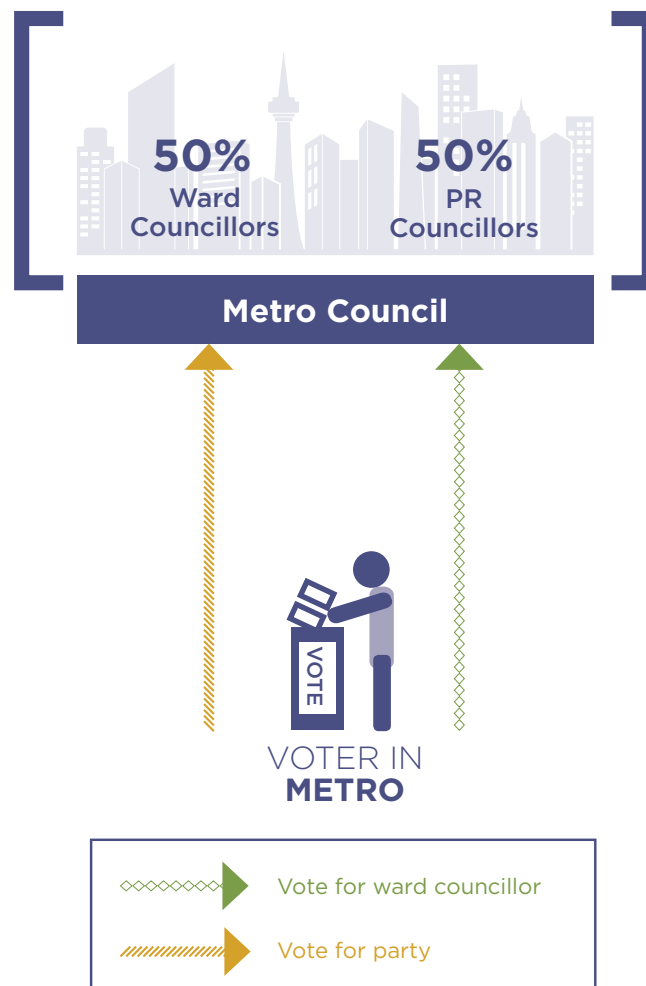 50%
Ward
Councillors
50%
PR
Councillors
Metro Council
VOTE
VOTER IN
METRO
Vote for ward councillor
Vote for party